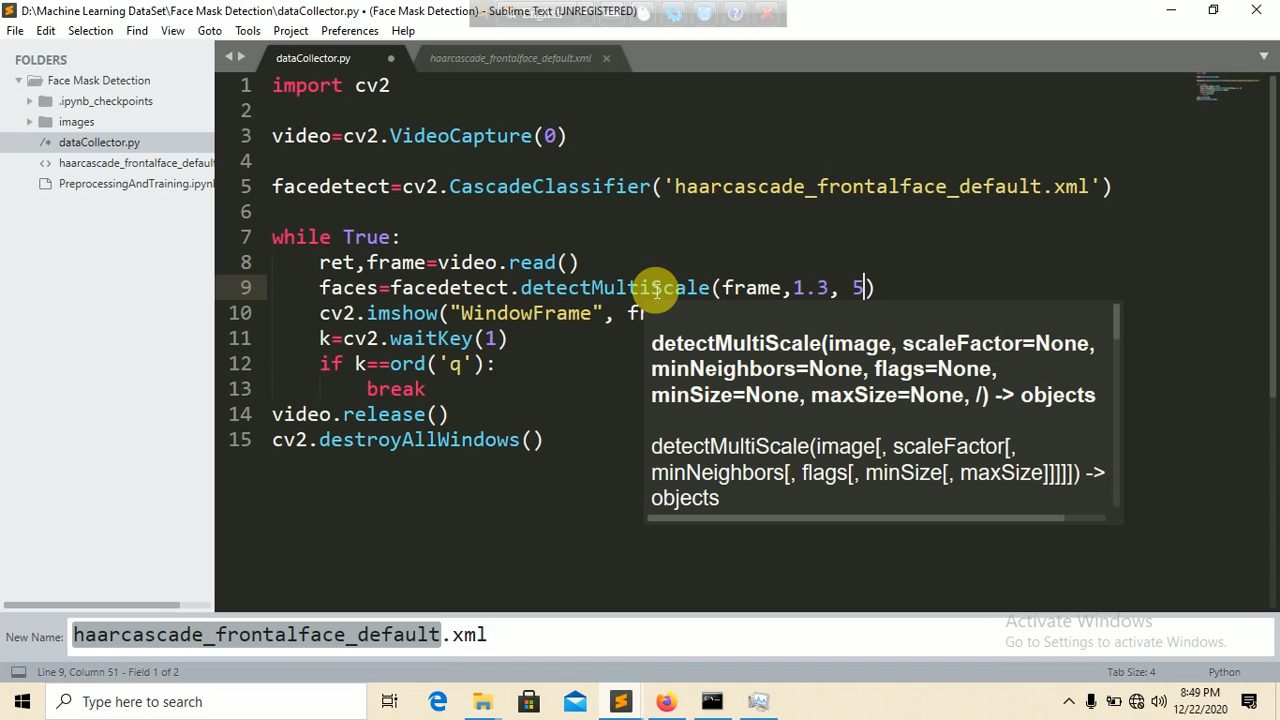 D:\Machine Learning DataSet\Face Mask Detection\dataCollector.py • (Face Mask Detection) - Sublime Text (UNREGISTERED)
File Edit Selection Find View Goto Tools Project Preferences Help
FOLDERS
Face Mask Detection
.ipynb_checkpoints
images
dataCollector.py
haarcascade_frontalface_defaul
PreprocessingAndTraining.ipynb
dataCollector.py haarcascade_frontalface_default.xml
1 import cv2
2
3 video=cv2.VideoCapture(0)
4
5 facedetect=cv2.CascadeClassifier('haarcascade_frontalface_default.xml')
6
7 while True:
8 ret,frame=video.read()
9 faces=facedetect.detectMultiScale(frame,1.3, 5)
10 cv2.imshow("WindowFrame", fr
11 k=cv2.waitKey(1)
12 if k==ord('q'):
13 break
14 video.release()
15 cv2.destroyAllWindows()
detectMultiScale(image, scaleFactor=None,
minNeighbors=None, flags=None,
minSize=None, maxSize=None, /) -> objects
detectMultiScale(image[, scaleFactor[,
minNeighbors[, flags[, minSize[, maxSize]]]]]) ->
objects
Activate Windows
Go to Settings to activate Windows.
New Name: haarcascade_frontalface_default.xml
Line 9, Column 51 - Field 1 of 2 Tab Size: 4 Python
Type here to search
8:49 PM
12/22/2020